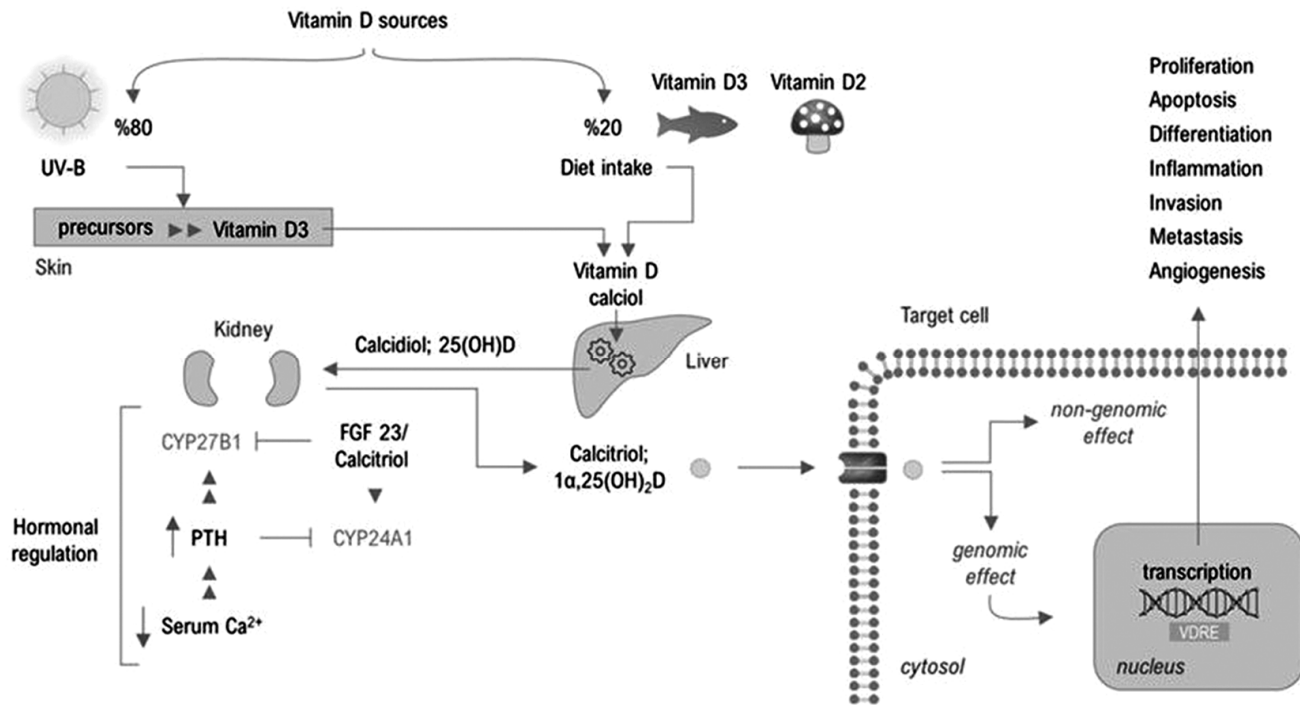 Vitamin D sources
%80
UV-B
%20
Diet intake
Vitamin D3
Vitamin D2
precursors
Vitamin D3
Skin
Vitamin D
calciol
Liver
Calcidiol; 25(OH)D
Kidney
Hormonal
regulation
CYP27B1
FGF 23/
Calcitriol
PTH
CYP24A1
Serum Ca²⁺
Calcitriol;
1α,25(OH)₂D
Target cell
non-genomic
effect
genomic
effect
cytosol
transcription
VDRE
nucleus
Proliferation
Apoptosis
Differentiation
Inflammation
Invasion
Metastasis
Angiogenesis